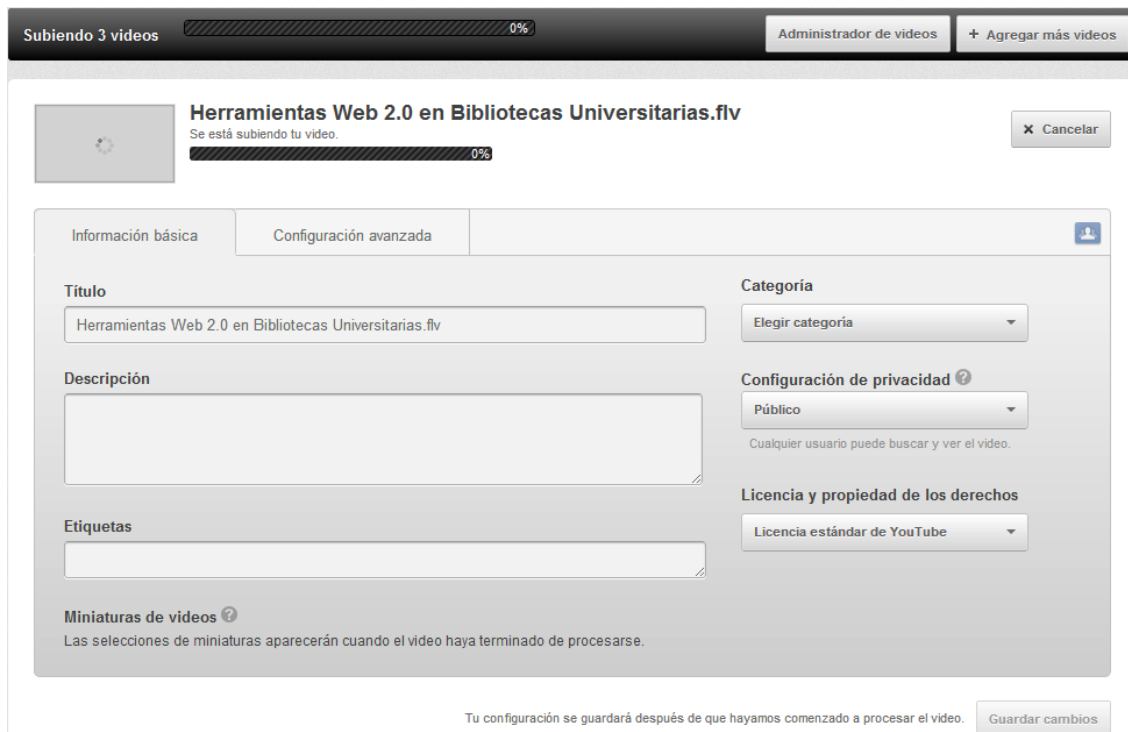 Subiendo 3 videos
0%
Administrador de videos
+ Agregar más videos
Herramientas Web 2.0 en Bibliotecas Universitarias.flv
Se está subiendo tu video.
0%
× Cancelar
Información básica
Configuración avanzada
Título
Herramientas Web 2.0 en Bibliotecas Universitarias.flv
Descripción
Etiquetas
Miniaturas de videos ?
Las selecciones de miniaturas aparecerán cuando el video haya terminado de procesarse.
Categoría
Elegir categoría
Configuración de privacidad ?
Público
Cualquier usuario puede buscar y ver el video.
Licencia y propiedad de los derechos
Licencia estándar de YouTube
Tu configuración se guardará después de que hayamos comenzado a procesar el video.
Guardar cambios